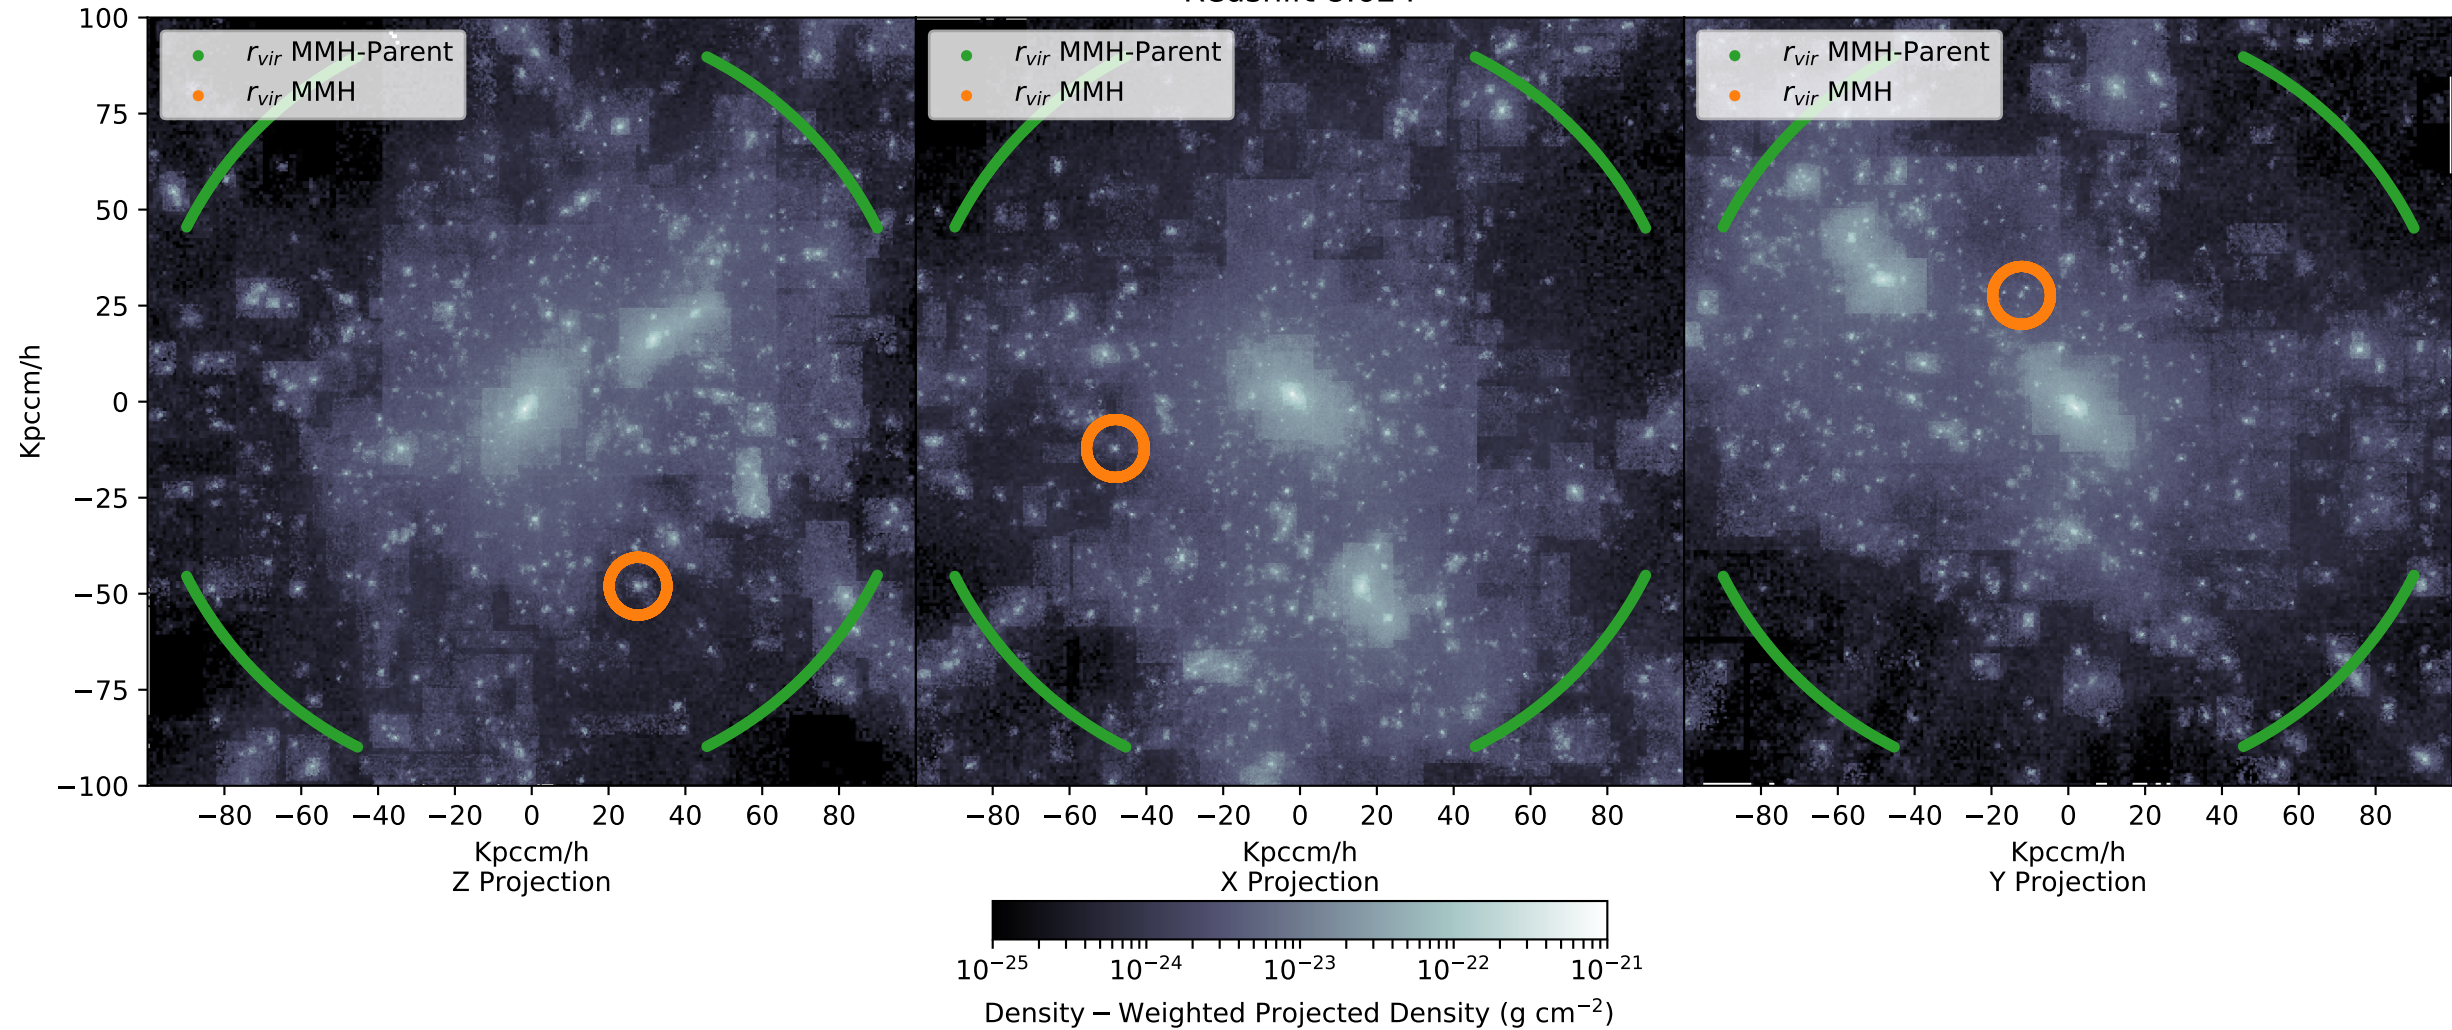 r_vir MMH-Parent
r_vir MMH
r_vir MMH-Parent
r_vir MMH
r_vir MMH-Parent
r_vir MMH
100
75
50
25
0
−25
−50
−75
−100
Kpccm/h
−80 −60 −40 −20 0 20 40 60 80
−80 −60 −40 −20 0 20 40 60 80
−80 −60 −40 −20 0 20 40 60 80
Kpccm/h
Z Projection
Kpccm/h
X Projection
Kpccm/h
Y Projection
10⁻²⁵ 10⁻²⁴ 10⁻²³ 10⁻²² 10⁻²¹
Density − Weighted Projected Density (g cm⁻²)